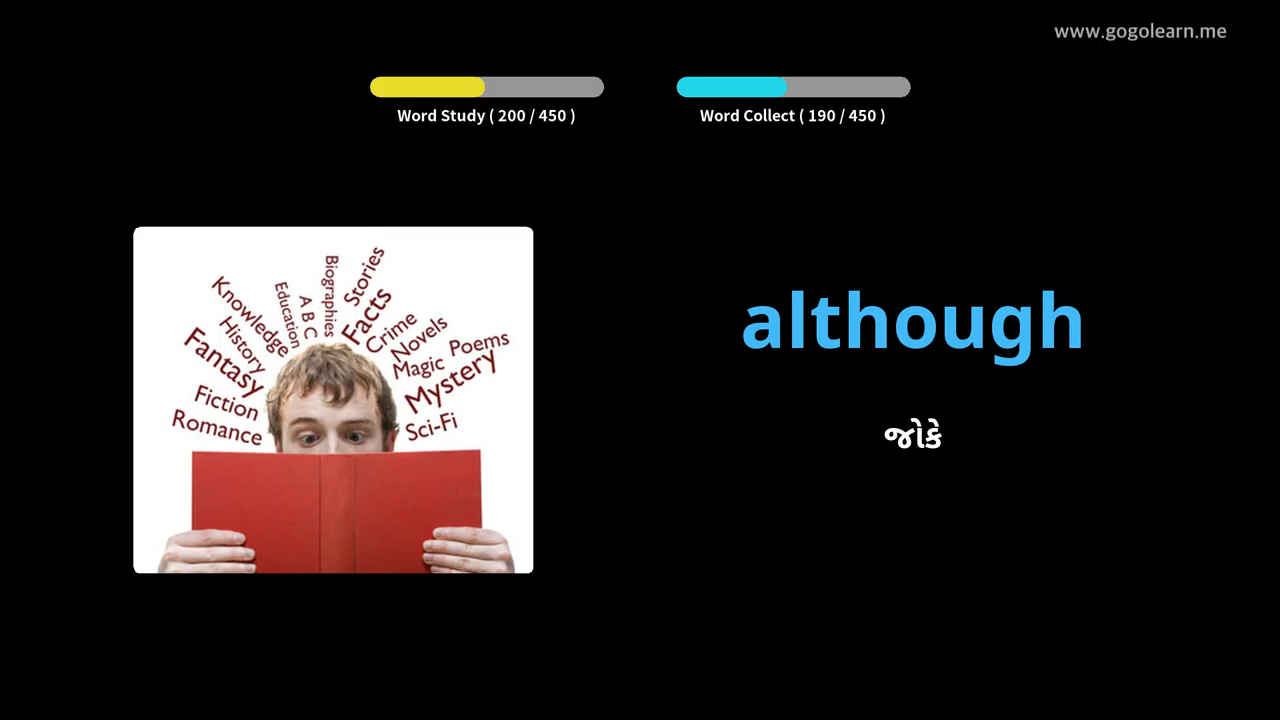 www.gogolearn.me
Word Study ( 200 / 450 )
Word Collect ( 190 / 450 )
although
જોકે
Biographies
Stories
Education
A B C
Facts
Knowledge
Crime
History
Novels
Poems
Fantasy
Magic
Mystery
Fiction
Romance
Sci-Fi